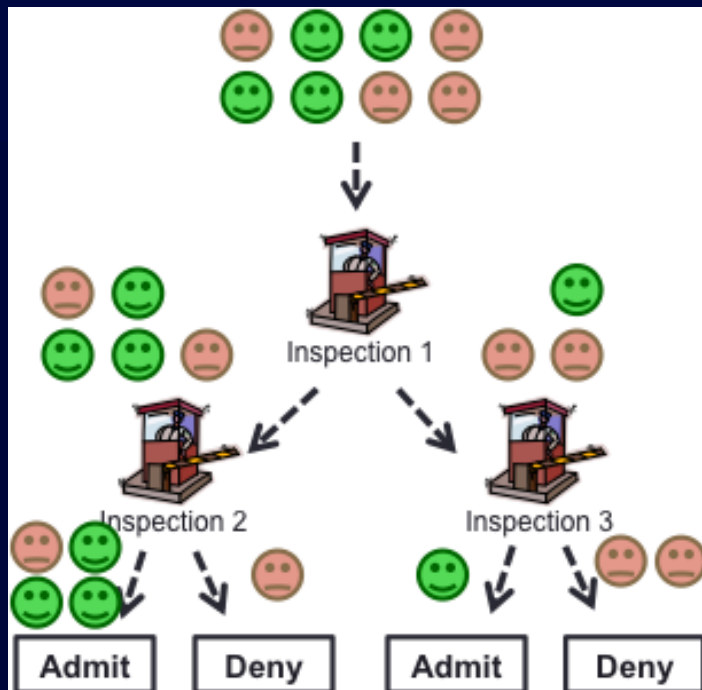 Inspection 1
Inspection 2
Inspection 3
Admit
Deny
Admit
Deny